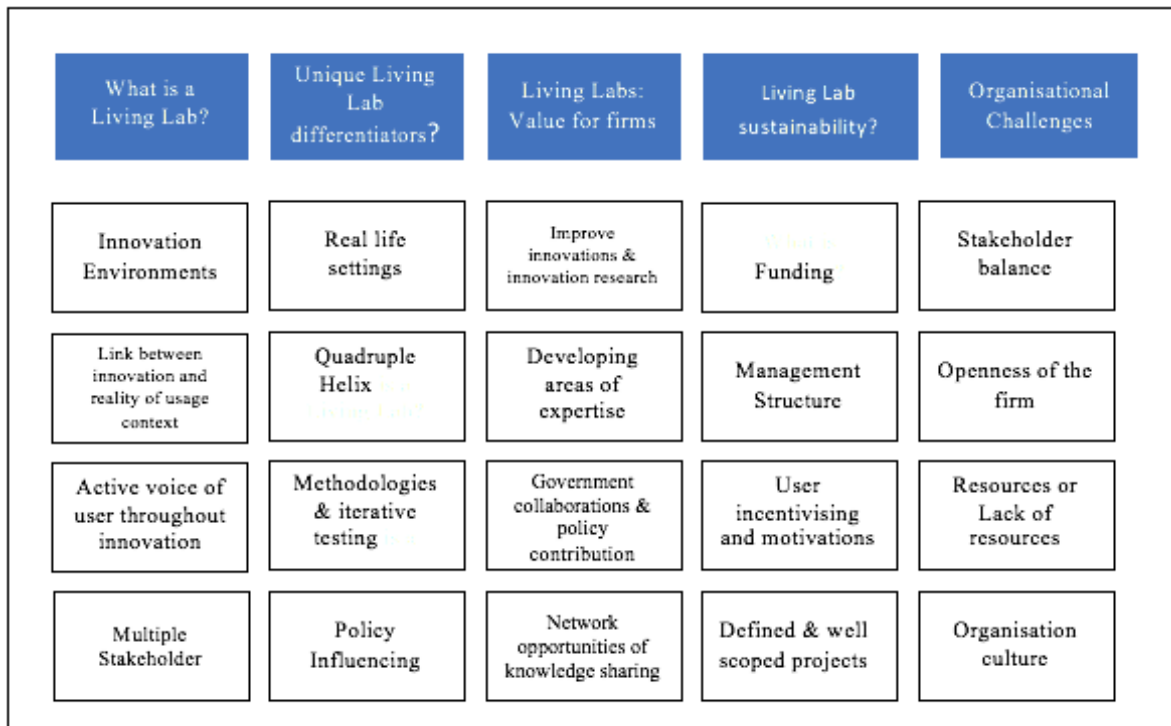 What is a
Living Lab?
Unique Living
Lab
differentiators?
Living Labs:
Value for firms
Living Lab
sustainability?
Organisational
Challenges
Innovation
Environments
Real life
settings
Improve
innovations &
innovation research
Funding
Stakeholder
balance
Link between
innovation and
reality of usage
context
Quadruple
Helix is a
Living Lab?
Developing
areas of
expertise
Management
Structure
Openness of the
firm
Active voice of
user throughout
innovation
Methodologies
& iterative
testing is a
Government
collaborations &
policy
contribution
User
incentivising
and motivations
Resources or
Lack of
resources
Multiple
Stakeholder
Policy
Influencing
Network
opportunities of
knowledge sharing
Defined & well
scoped projects
Organisation
culture